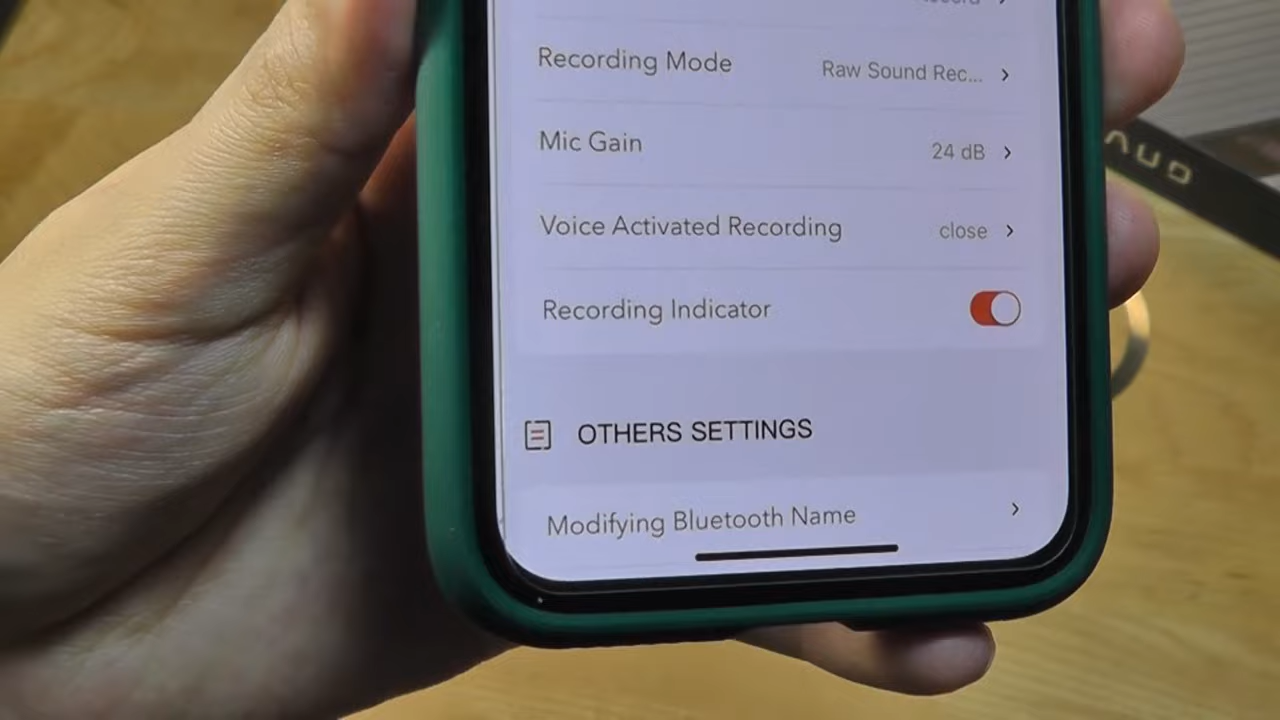 Recording Mode Raw Sound Rec...
Mic Gain 24 dB
Voice Activated Recording close
Recording Indicator
OTHERS SETTINGS
Modifying Bluetooth Name